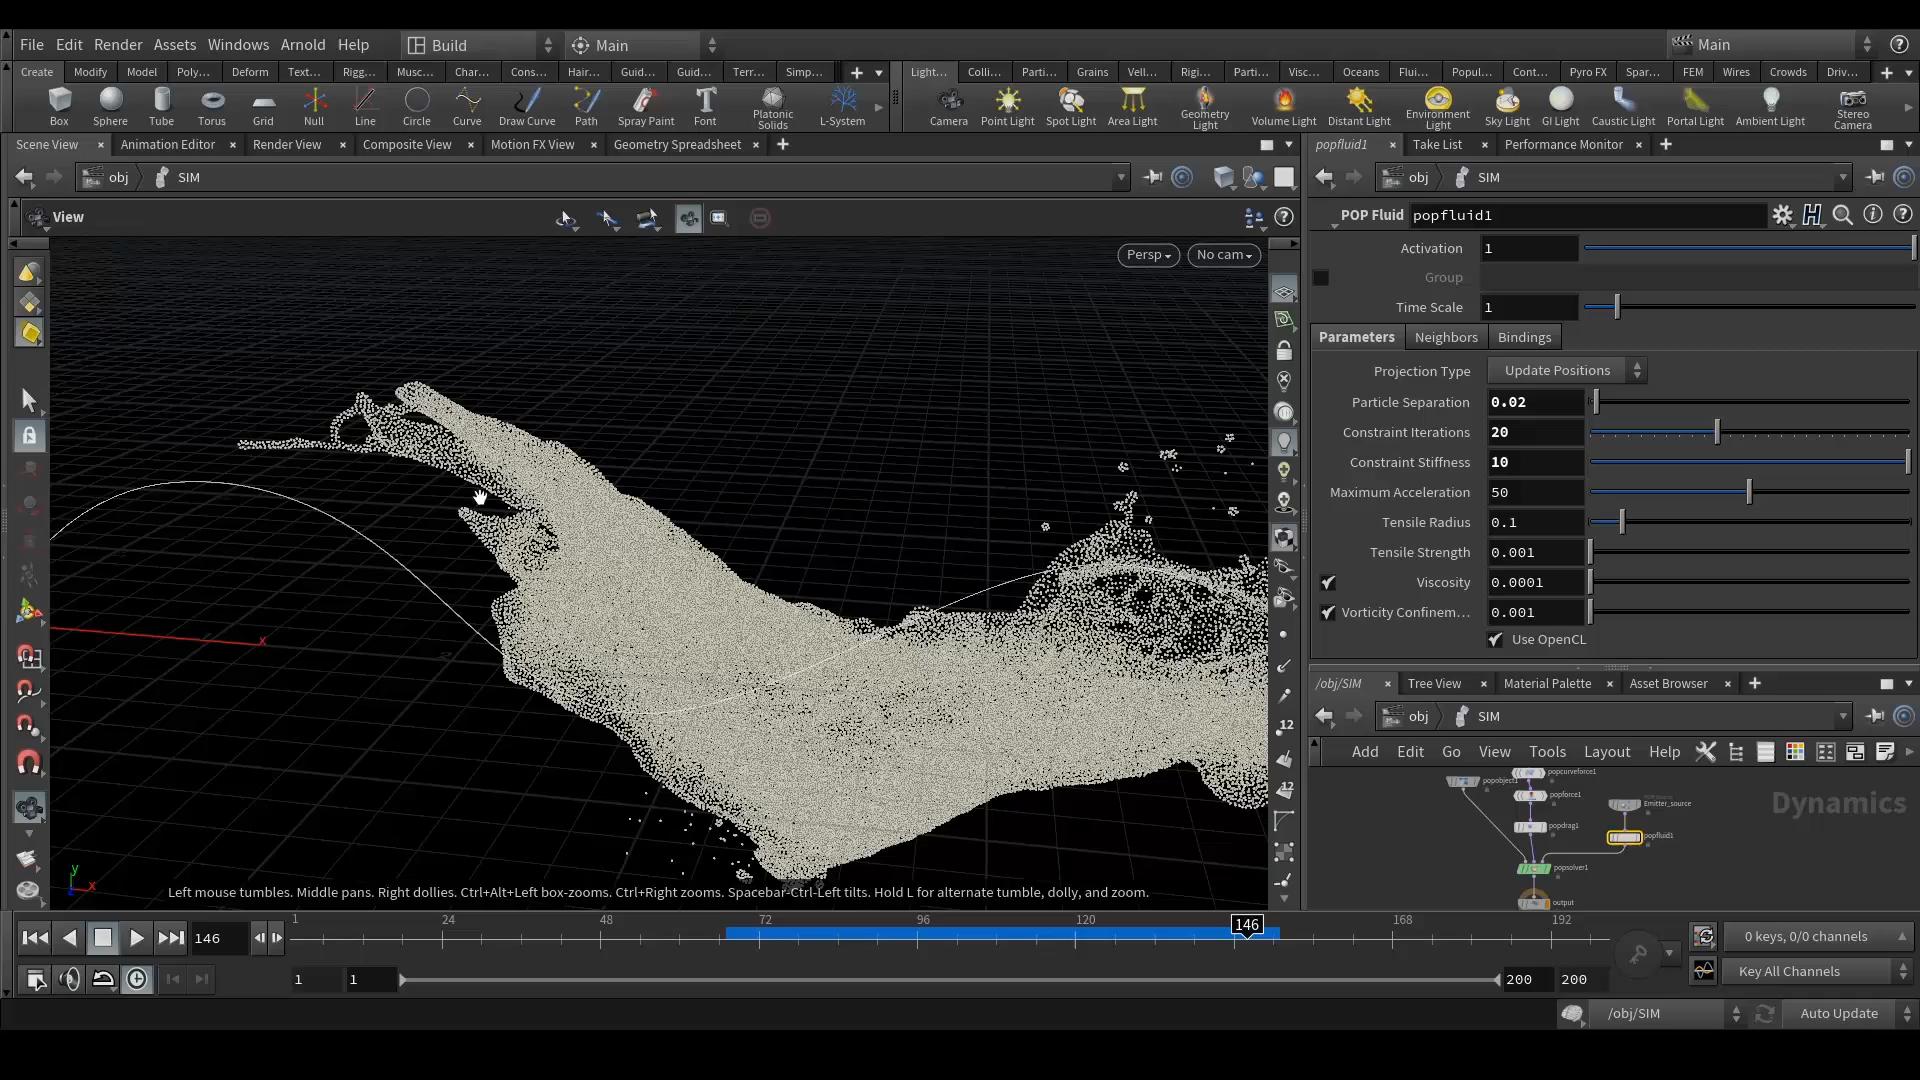 File Edit Render Assets Windows Arnold Help Build Main Main
Create Modify Model Poly... Deform Text... Rigg... Musc... Char... Cons... Hair... Guid... Guid... Terr... Simp... Light... Colli... Parti... Grains Vell... Rigi... Parti... Visc... Oceans Flui... Popul... Cont... Pyro FX Spar... FEM Wires Crowds Driv...
Box Sphere Tube Torus Grid Null Line Circle Curve Draw Curve Path Spray Paint Font Platonic Solids L-System Camera Point Light Spot Light Area Light Geometry Light Volume Light Distant Light Environment Light Sky Light GI Light Caustic Light Portal Light Ambient Light Stereo Camera
Scene View Animation Editor Render View Composite View Motion FX View Geometry Spreadsheet popfluid1 Take List Performance Monitor
obj SIM obj SIM
View
POP Fluid popfluid1
Persp No cam
Activation 1
Group
Time Scale 1
Parameters Neighbors Bindings
Projection Type Update Positions
Particle Separation 0.02
Constraint Iterations 20
Constraint Stiffness 10
Maximum Acceleration 50
Tensile Radius 0.1
Tensile Strength 0.001
Viscosity 0.0001
Vorticity Confinem... 0.001
Use OpenCL
x
12
12
/obj/SIM Tree View Material Palette Asset Browser
obj SIM
Add Edit Go View Tools Layout Help
popobject1 popcurveforce1
popforce1
Emitter_source
Dynamics
popdrag1
popfluid1
popsolver1
output
y
x
Left mouse tumbles. Middle pans. Right dollies. Ctrl+Alt+Left box-zooms. Ctrl+Right zooms. Spacebar-Ctrl-Left tilts. Hold L for alternate tumble, dolly, and zoom.
1 24 48 72 96 120 146 168 192
146
0 keys, 0/0 channels
1 1 200 200
Key All Channels
/obj/SIM Auto Update